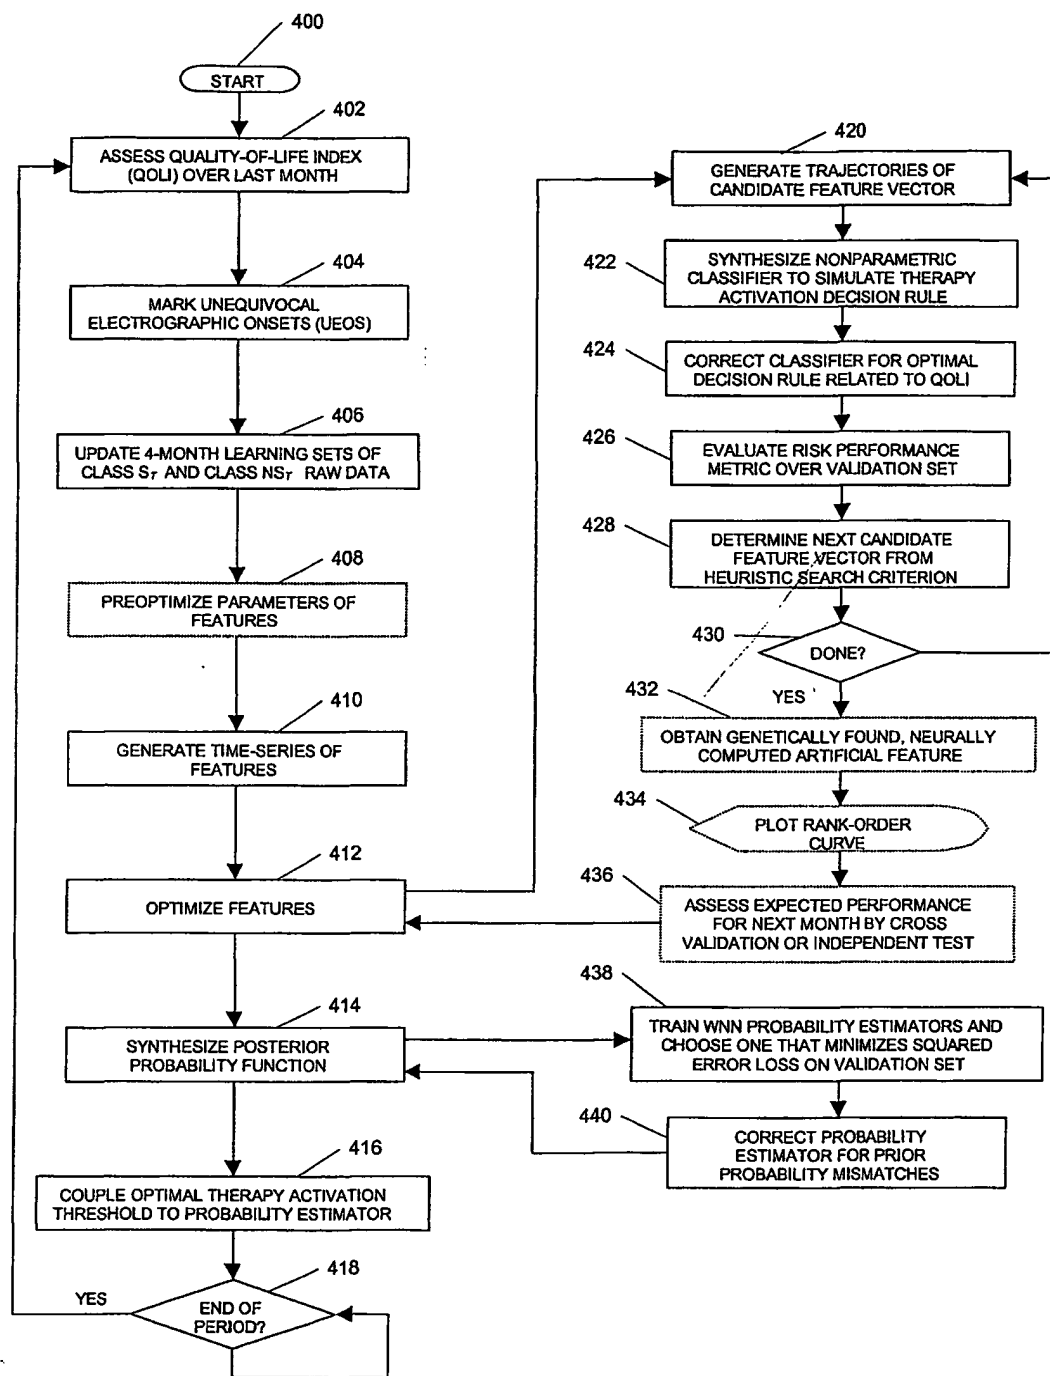 400
START
402
ASSESS QUALITY-OF-LIFE INDEX
(QOLI) OVER LAST MONTH
404
MARK UNEQUIVOCAL
ELECTROGRAPHIC ONSETS (UEOS)
406
UPDATE 4-MONTH LEARNING SETS OF
CLASS Sτ AND CLASS NSτ RAW DATA
408
PREOPTIMIZE PARAMETERS OF
FEATURES
410
GENERATE TIME-SERIES OF
FEATURES
412
OPTIMIZE FEATURES
414
SYNTHESIZE POSTERIOR
PROBABILITY FUNCTION
416
COUPLE OPTIMAL THERAPY ACTIVATION
THRESHOLD TO PROBABILITY ESTIMATOR
418
YES
END OF
PERIOD?
420
GENERATE TRAJECTORIES OF
CANDIDATE FEATURE VECTOR
422
SYNTHESIZE NONPARAMETRIC
CLASSIFIER TO SIMULATE THERAPY
ACTIVATION DECISION RULE
424
CORRECT CLASSIFIER FOR OPTIMAL
DECISION RULE RELATED TO QOLI
426
EVALUATE RISK PERFORMANCE
METRIC OVER VALIDATION SET
428
DETERMINE NEXT CANDIDATE
FEATURE VECTOR FROM
HEURISTIC SEARCH CRITERION
430
DONE?
YES
432
OBTAIN GENETICALLY FOUND, NEURALLY
COMPUTED ARTIFICIAL FEATURE
434
PLOT RANK-ORDER
CURVE
436
ASSESS EXPECTED PERFORMANCE
FOR NEXT MONTH BY CROSS
VALIDATION OR INDEPENDENT TEST
438
TRAIN WNN PROBABILITY ESTIMATORS AND
CHOOSE ONE THAT MINIMIZES SQUARED
ERROR LOSS ON VALIDATION SET
440
CORRECT PROBABILITY
ESTIMATOR FOR PRIOR
PROBABILITY MISMATCHES